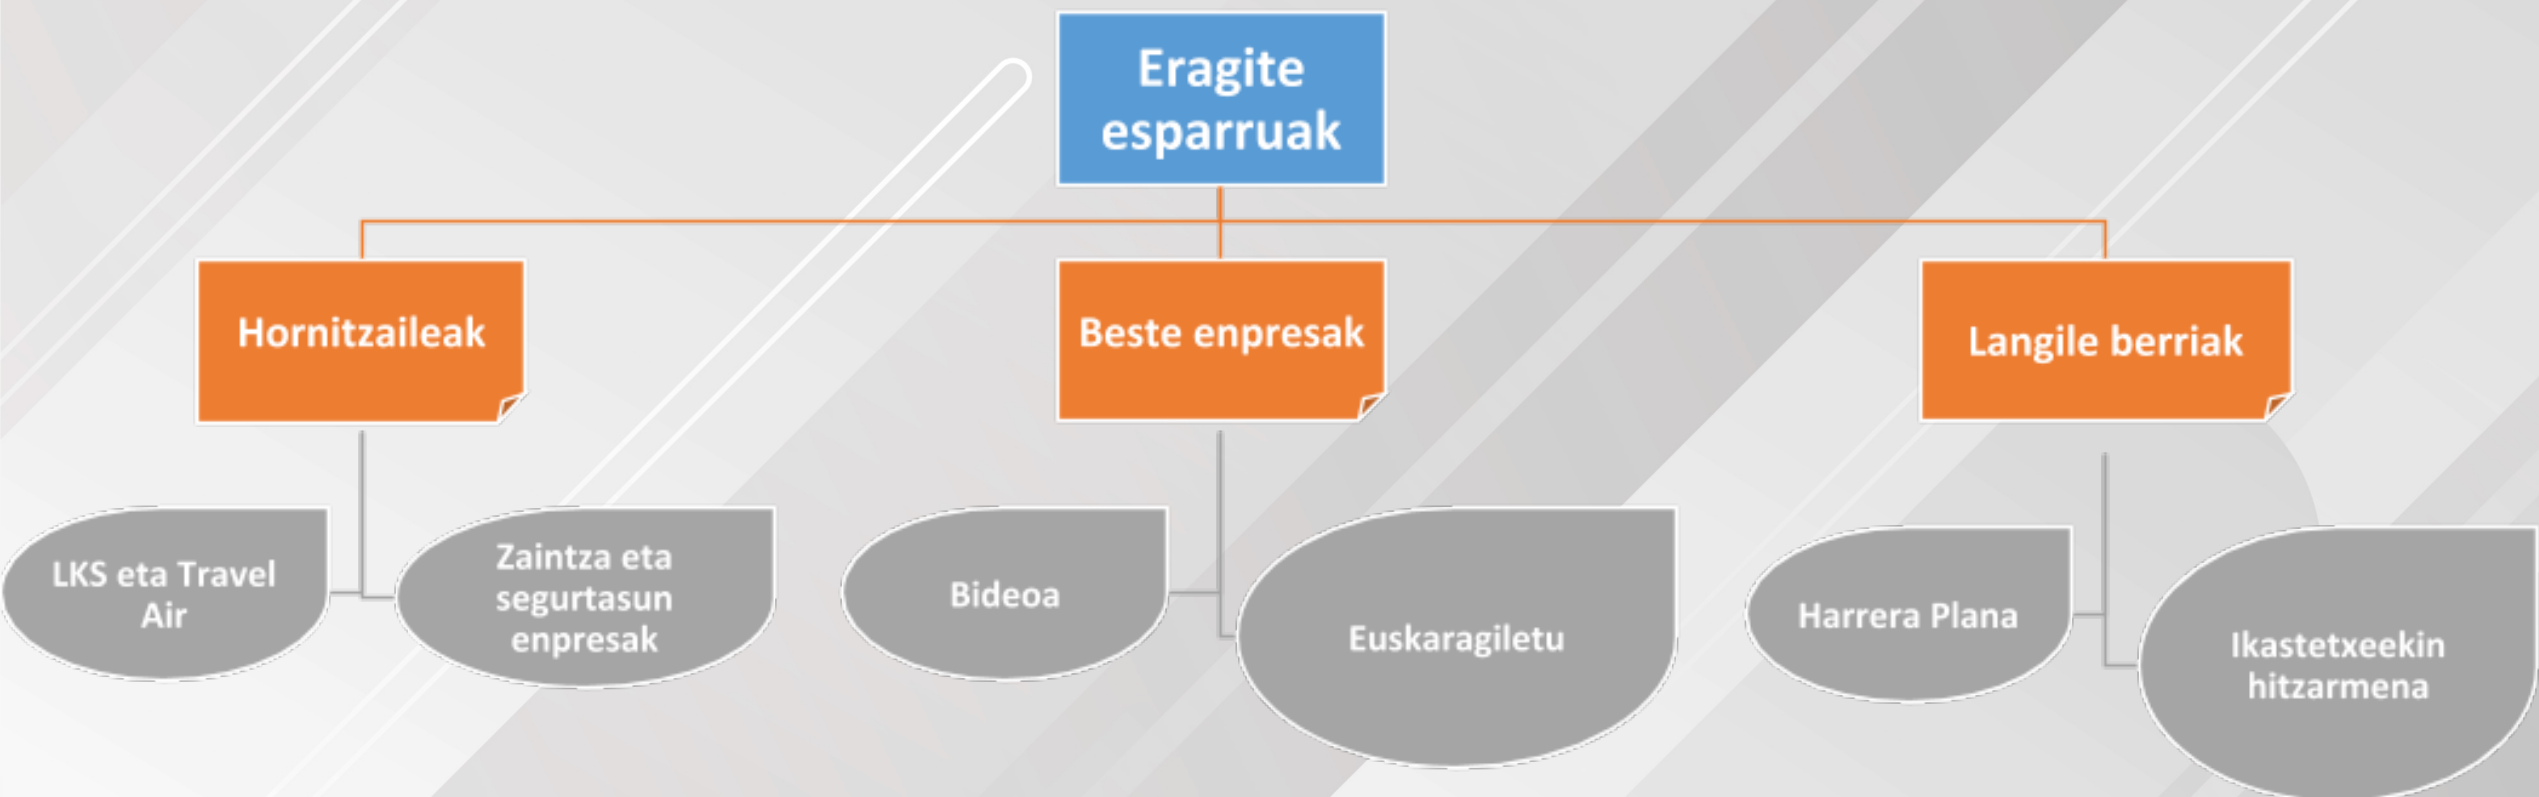 Eragite
esparruak
Hornitzaileak
Beste enpresak
Langile berriak
LKS eta Travel
Air
Zaintza eta
segurtasun
enpresak
Bideoa
Euskaragiletu
Harrera Plana
Ikastetxeekin
hitzarmena